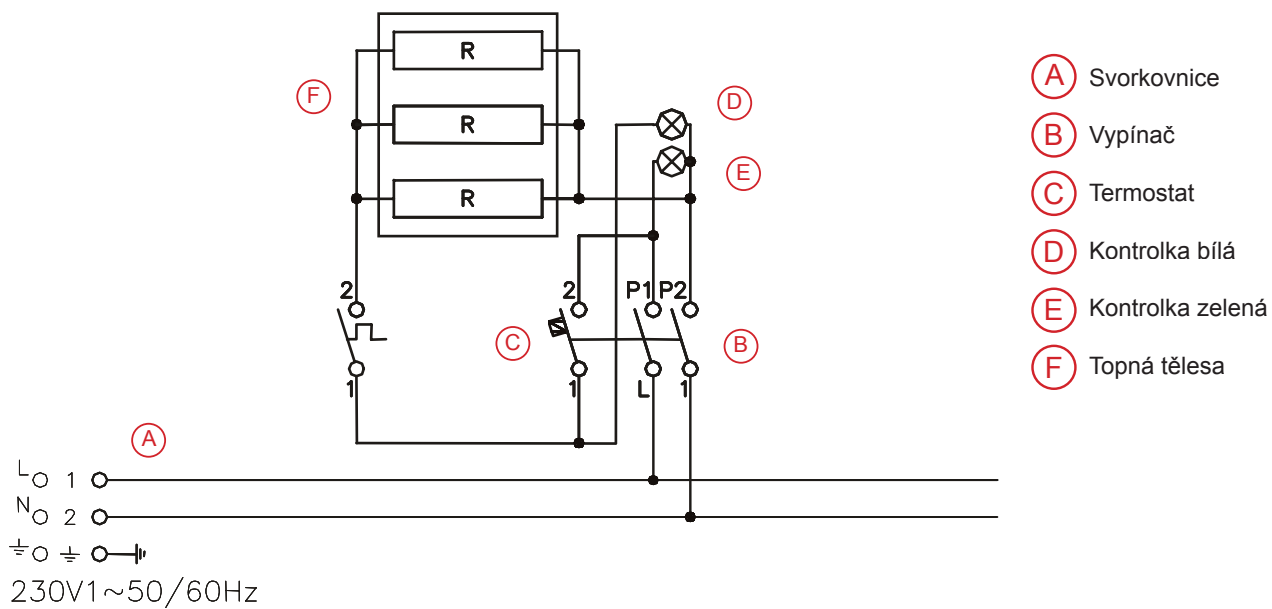 R
R
R
F
D
E
A Svorkovnice
B Vypínač
C Termostat
D Kontrolka bílá
E Kontrolka zelená
F Topná tělesa
2
2
P1
P2
C
B
1
1
L
1
A
L 1
N 2
230V1~50/60Hz